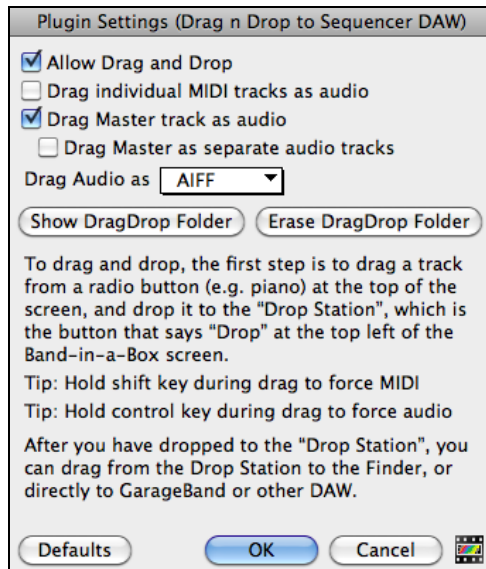 Plugin Settings (Drag n Drop to Sequencer DAW)
Allow Drag and Drop
Drag individual MIDI tracks as audio
Drag Master track as audio
Drag Master as separate audio tracks
Drag Audio as AIFF
Show DragDrop Folder Erase DragDrop Folder
To drag and drop, the first step is to drag a track
from a radio button (e.g. piano) at the top of the
screen, and drop it to the “Drop Station”, which is
the button that says “Drop” at the top left of the
Band-in-a-Box screen.
Tip: Hold shift key during drag to force MIDI
Tip: Hold control key during drag to force audio
After you have dropped to the “Drop Station”, you
can drag from the Drop Station to the Finder, or
directly to GarageBand or other DAW.
Defaults OK Cancel